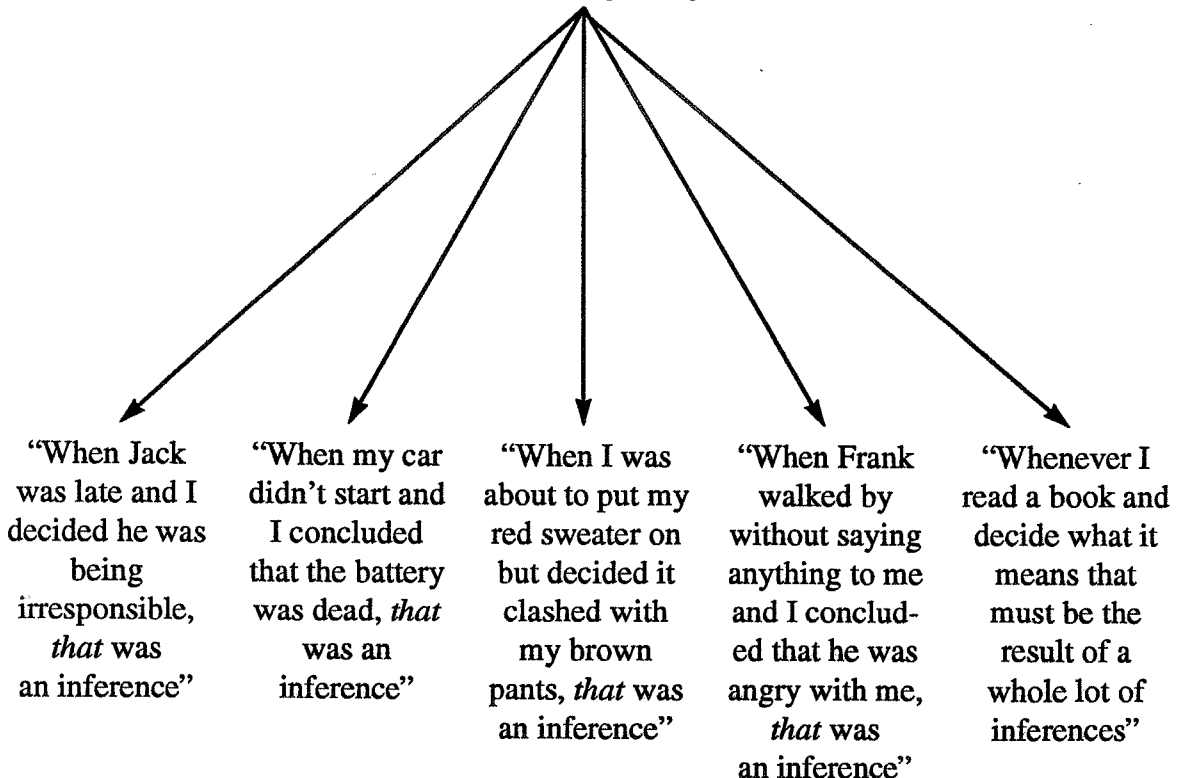 “When Jack
was late and I
decided he was
being
irresponsible,
that was
an inference”
“When my car
didn’t start and
I concluded
that the battery
was dead, that
was an
inference”
“When I was
about to put my
red sweater on
but decided it
clashed with
my brown
pants, that was
an inference”
“When Frank
walked by
without saying
anything to me
and I conclud-
ed that he was
angry with me,
that was
an inference”
“Whenever I
read a book and
decide what it
means that
must be the
result of a
whole lot of
inferences”